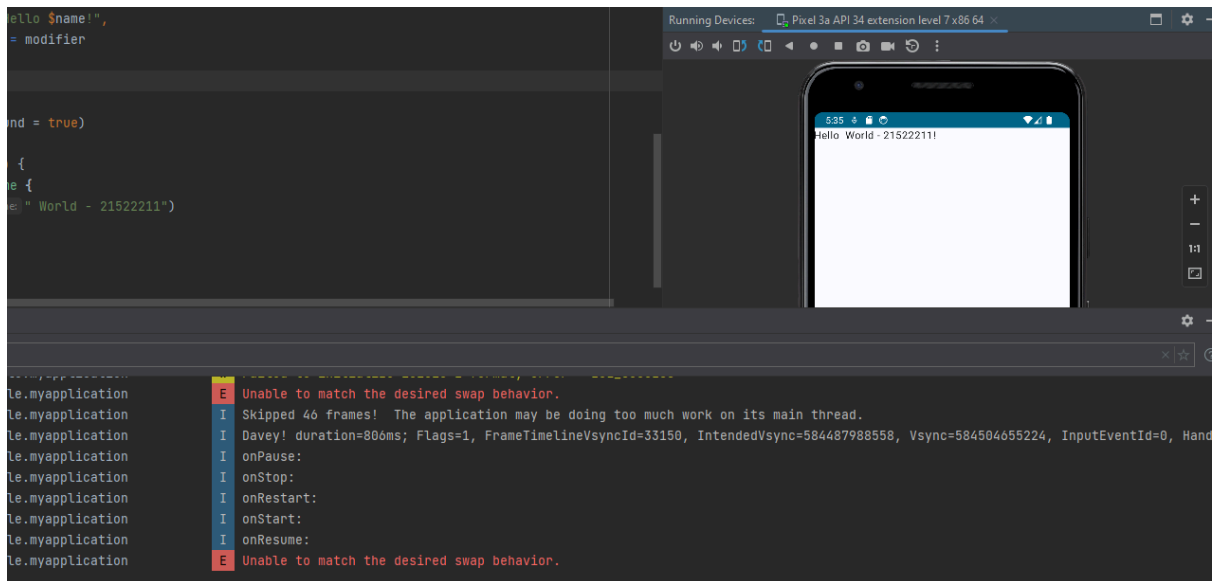 ello $name!",
= modifier
und = true)
{
me {
me: " World - 21522211")
Running Devices: Pixel 3a API 34 extension level 7 x86 64
5:35
Hello World - 21522211!
1:1
le.myapplication E Unable to match the desired swap behavior.
le.myapplication I Skipped 46 frames! The application may be doing too much work on its main thread.
le.myapplication I Davey! duration=806ms; Flags=1, FrameTimelineVsyncId=33150, IntendedVsync=584487988558, Vsync=584504655224, InputEventId=0, Hand
le.myapplication I onPause:
le.myapplication I onStop:
le.myapplication I onRestart:
le.myapplication I onStart:
le.myapplication I onResume:
le.myapplication E Unable to match the desired swap behavior.